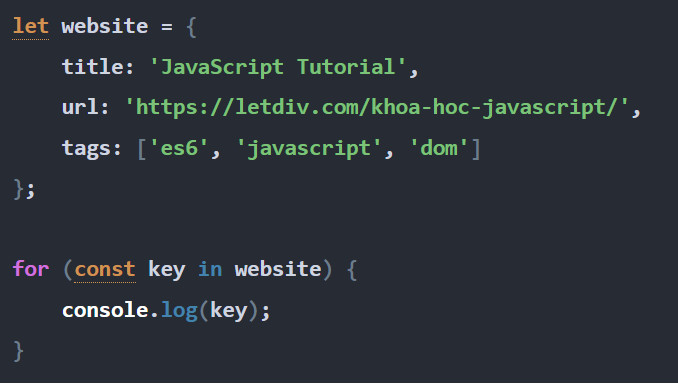 let website = {
    title: 'JavaScript Tutorial',
    url: 'https://letdiv.com/khoa-hoc-javascript/',
    tags: ['es6', 'javascript', 'dom']
};

for (const key in website) {
    console.log(key);
}